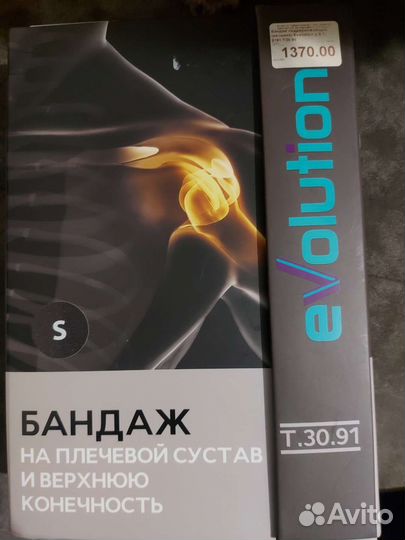 1370.00
evolution
S
БАНДАЖ
НА ПЛЕЧЕВОЙ СУСТАВ
И ВЕРХНЮЮ
КОНЕЧНОСТЬ
Т.30.91
Avito